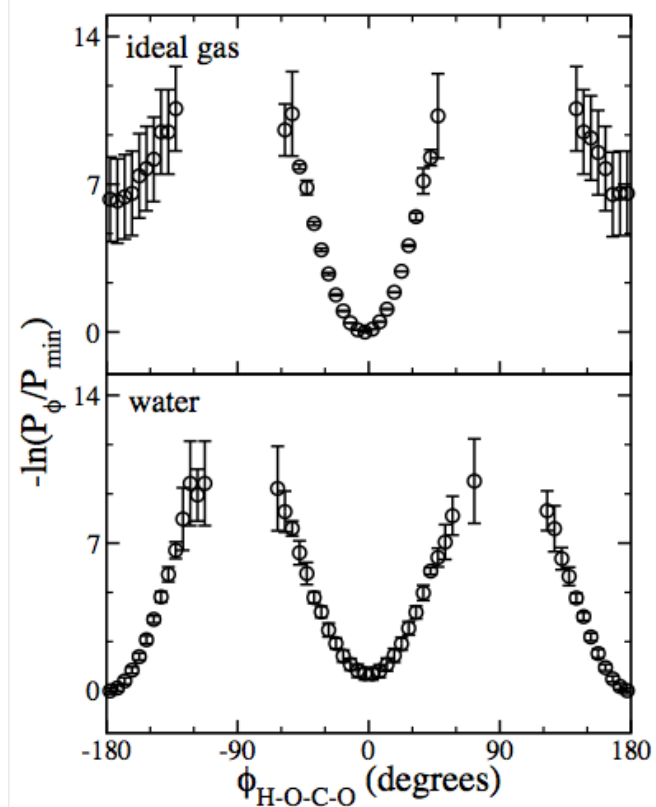 14
ideal gas
7
0
-ln(P_ϕ/P_min)
14
water
7
0
-180 -90 0 90 180
ϕ_H-O-C-O (degrees)